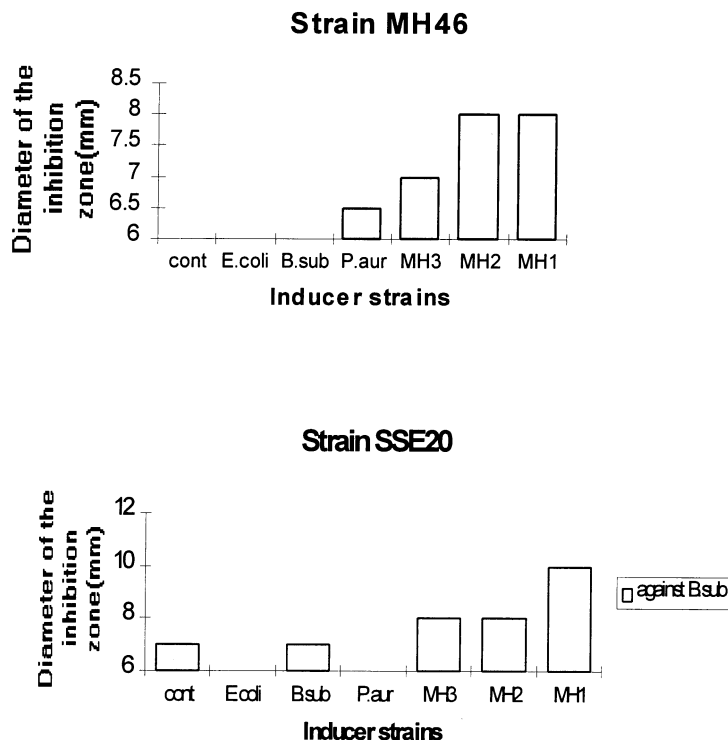 Strain MH46
Diameter of the
inhibition
zone(mm)
8.5
8
7.5
7
6.5
6
cont E.coli B.sub P.aur MH3 MH2 MH1
Inducer strains
Strain SSE20
Diameter of the
inhibition
zone(mm)
12
10
8
6
cont E.coli B.sub P.aur MH3 MH2 MH1
against B.sub
Inducer strains